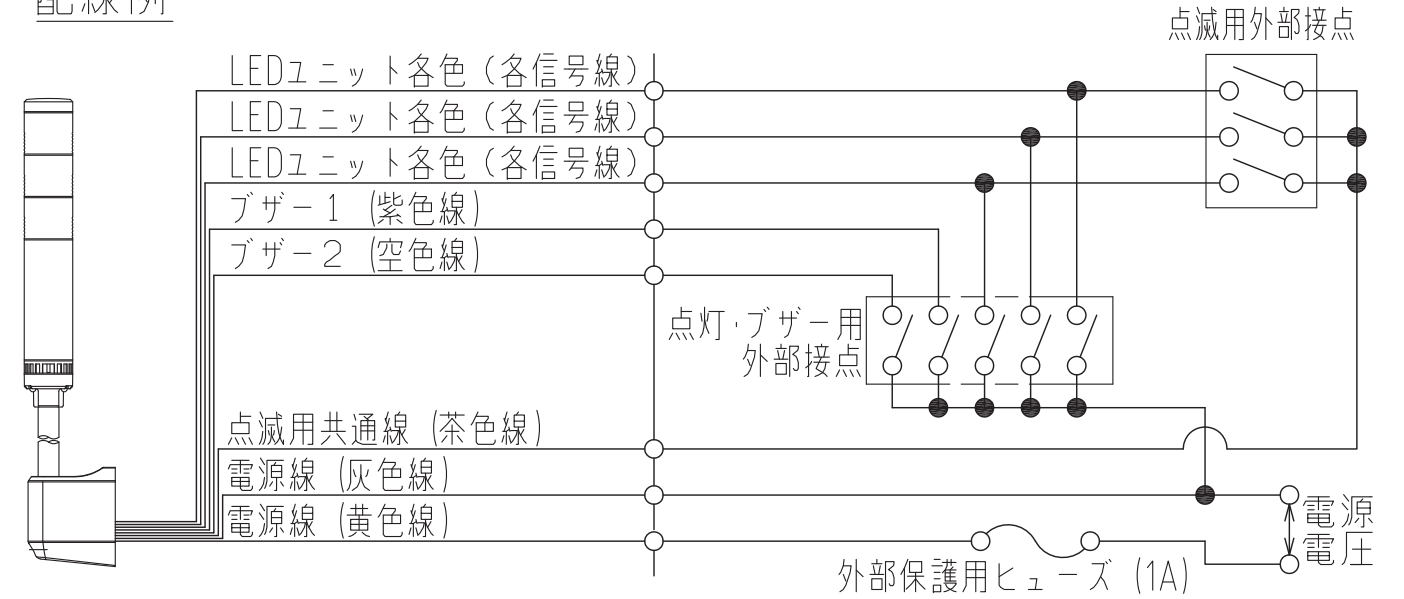 配線例
点滅用外部接点
LEDユニット各色(各信号線)
LEDユニット各色(各信号線)
LEDユニット各色(各信号線)
ブザー1 (紫色線)
ブザー2 (空色線)
点灯・ブザー用
外部接点
点滅用共通線 (茶色線)
電源線 (灰色線)
電源線 (黄色線)
電源
電圧
外部保護用ヒューズ (1A)